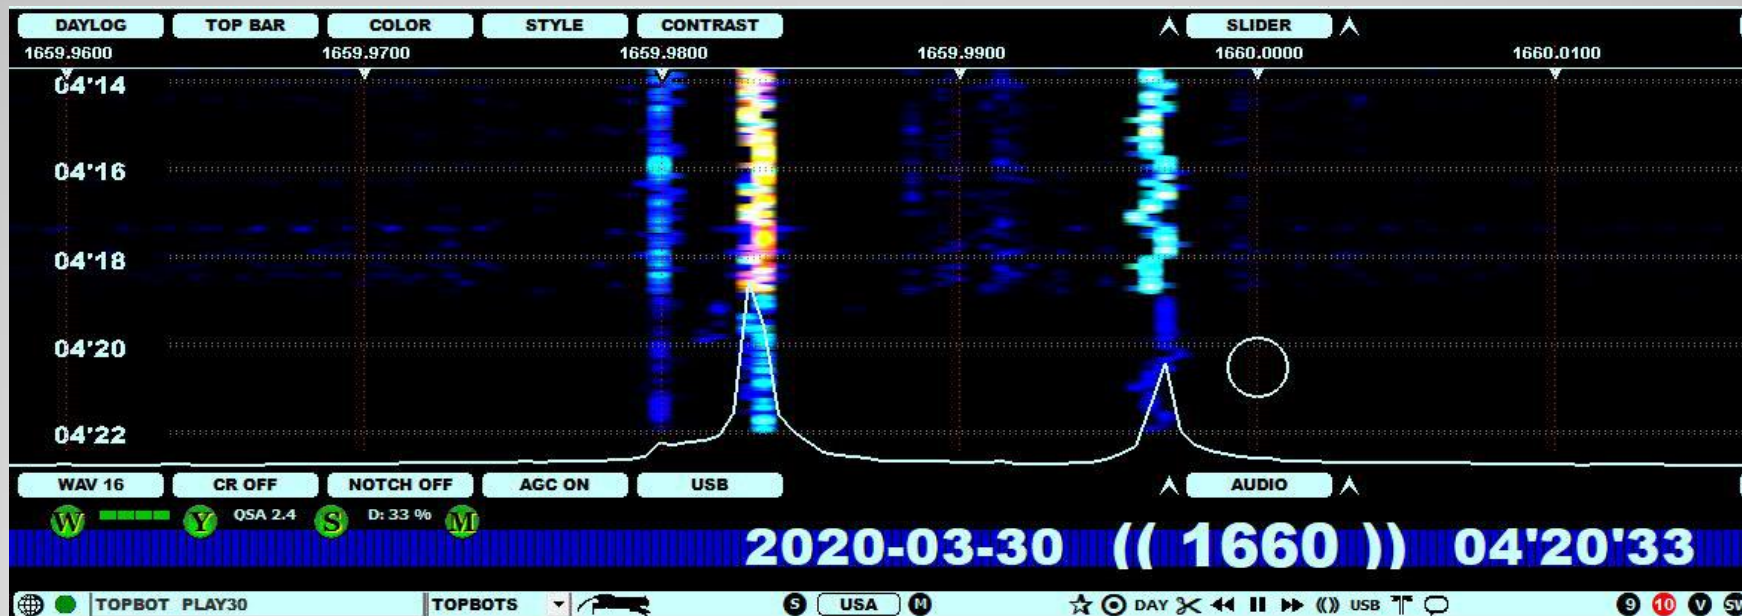 DAYLOG TOP BAR COLOR STYLE CONTRAST SLIDER
1659.9600 1659.9700 1659.9800 1659.9900 1660.0000 1660.0100
04'14
04'16
04'18
04'20
04'22
WAV 16 CR OFF NOTCH OFF AGC ON USB AUDIO
W Y QSA 2.4 S D: 33 % M
2020-03-30 (( 1660 )) 04'20'33
TOPBOT PLAY30 TOPBOTS S USA M DAY USB 9 10 V